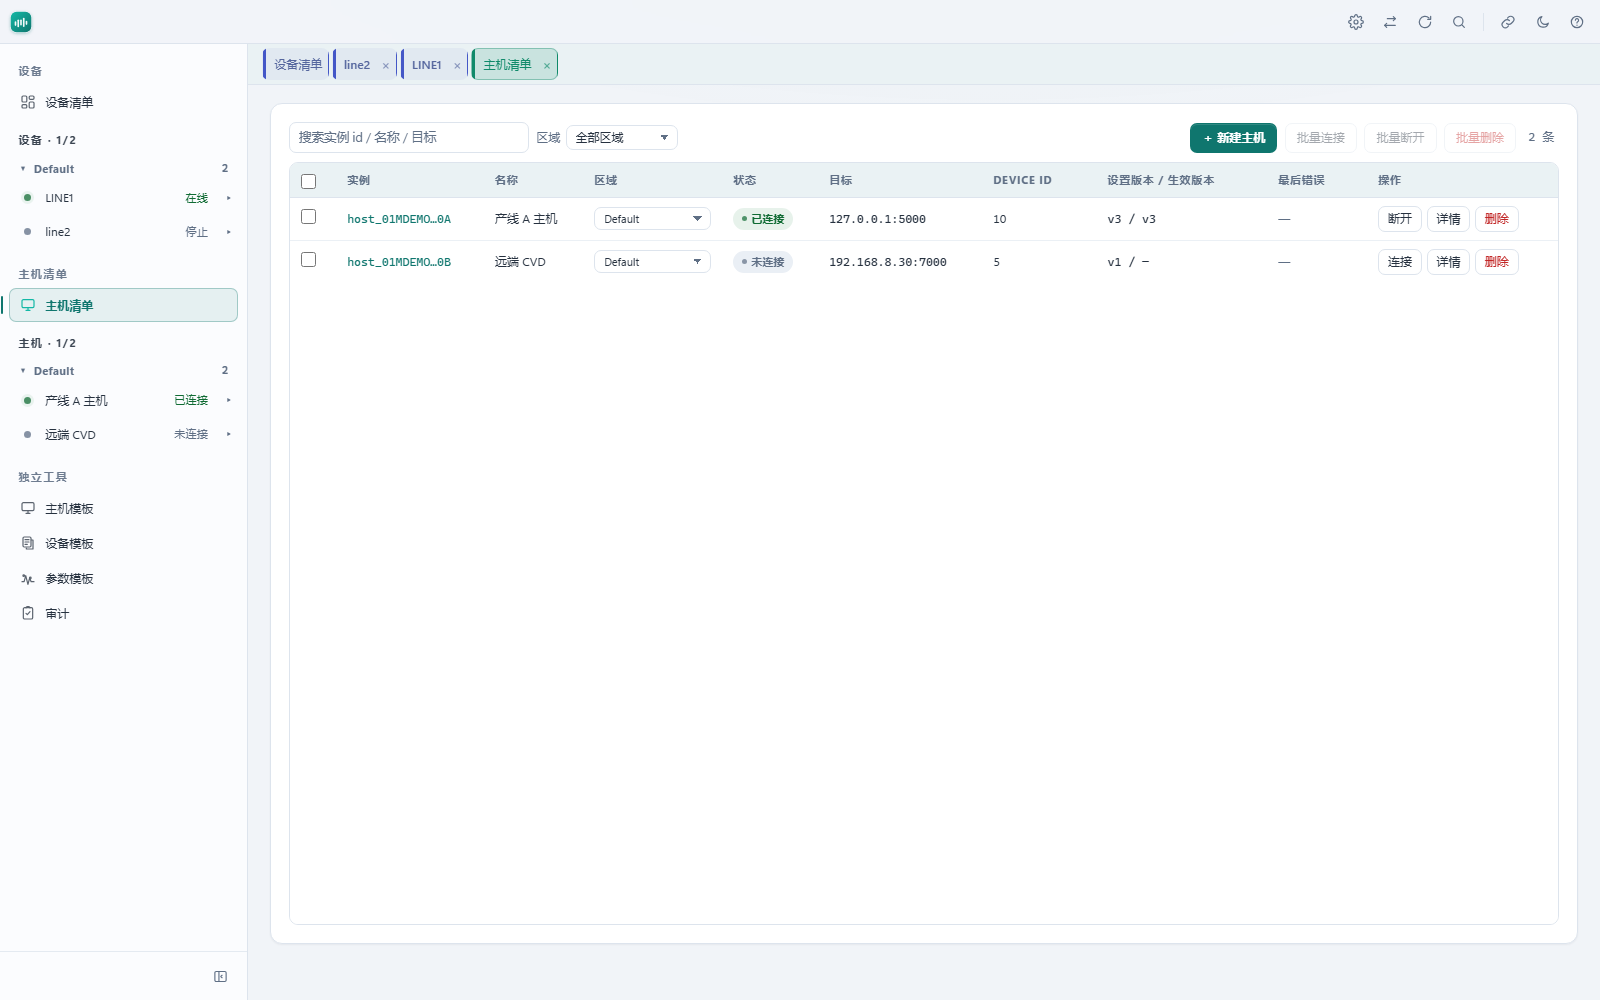 设备
设备清单
设备 · 1/2
▾ Default 2
LINE1 在线 ▸
line2 停止 ▸
主机清单
主机清单
主机 · 1/2
▾ Default 2
产线 A 主机 已连接 ▸
远端 CVD 未连接 ▸
独立工具
主机模板
设备模板
参数模板
审计
设备清单 line2 × LINE1 × 主机清单 ×
搜索实例 id / 名称 / 目标 区域 全部区域 + 新建主机 批量连接 批量断开 批量删除 2 条
实例 名称 区域 状态 目标 DEVICE ID 设置版本 / 生效版本 最后错误 操作
host_01MDEMO…0A 产线 A 主机 Default 已连接 127.0.0.1:5000 10 v3 / v3 — 断开 详情 删除
host_01MDEMO…0B 远端 CVD Default 未连接 192.168.8.30:7000 5 v1 / — — 连接 详情 删除